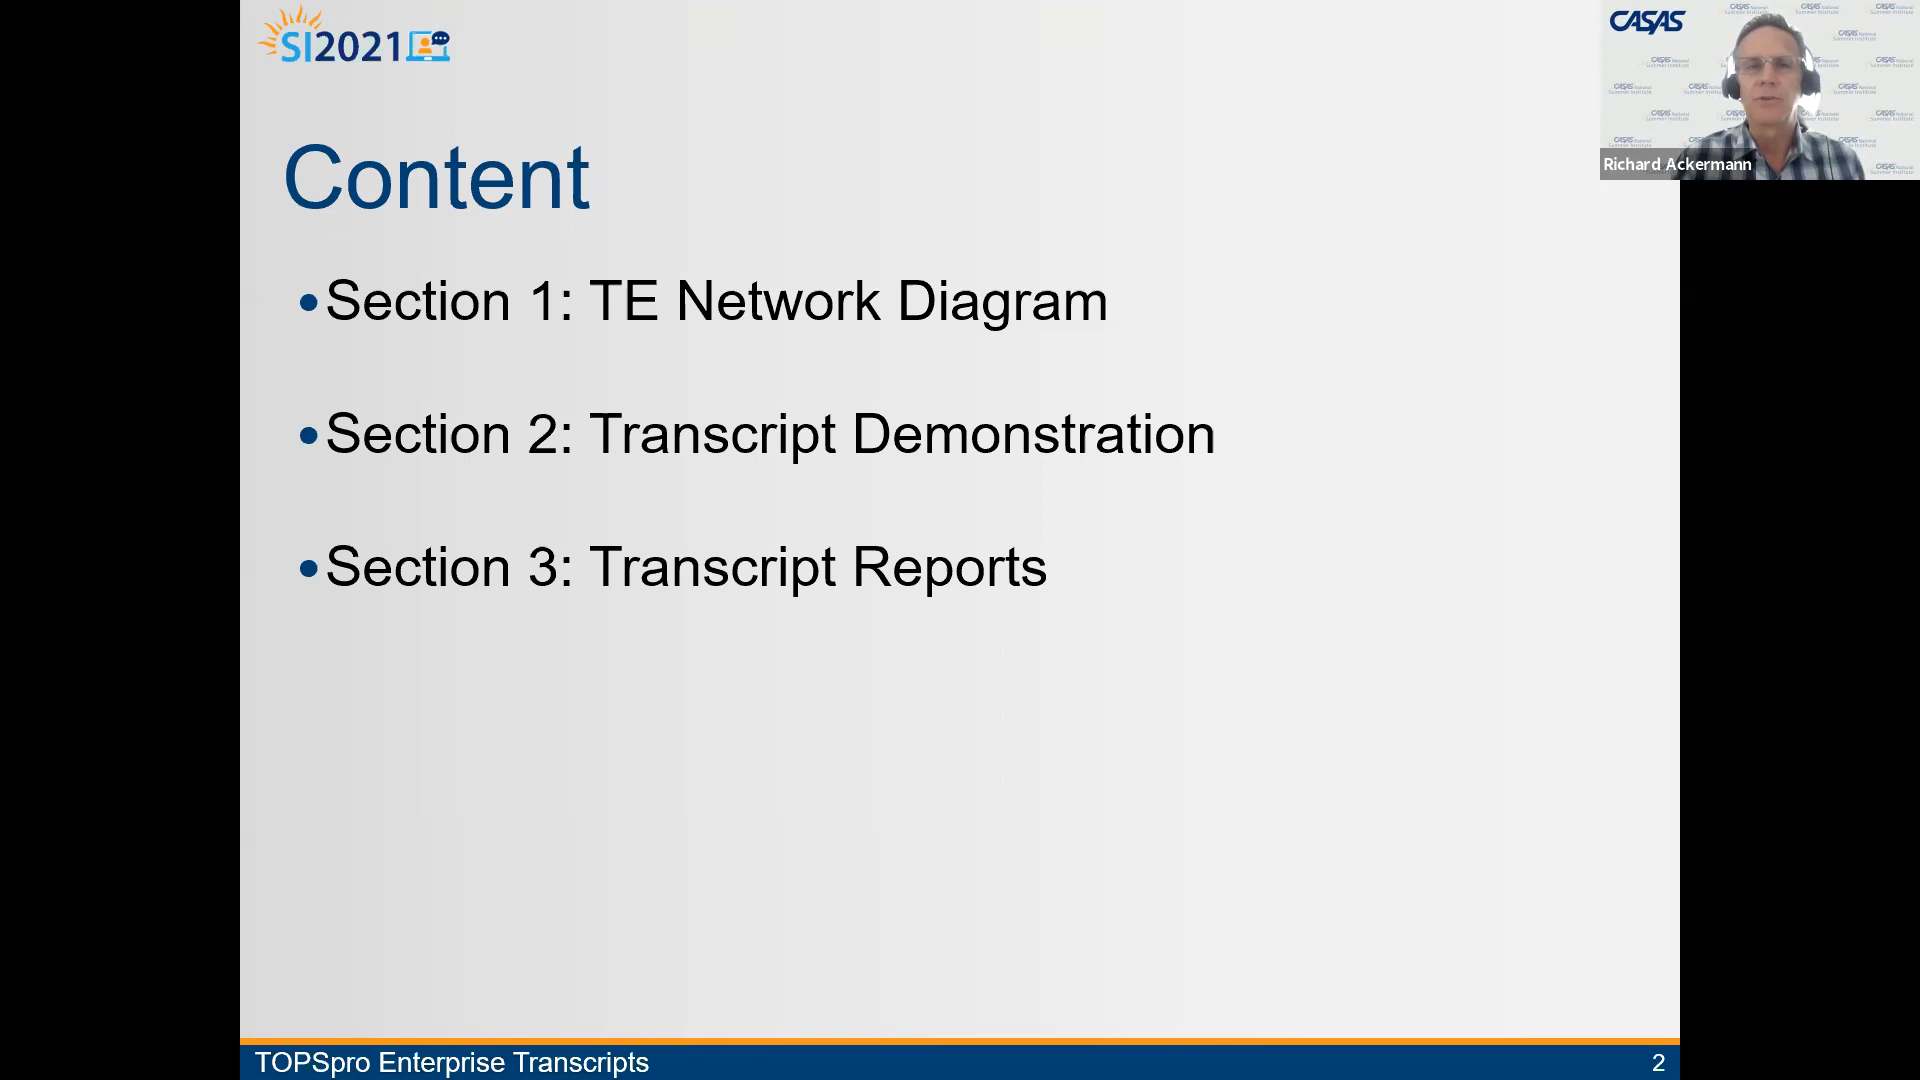 SI2021
CASAS
Richard Ackermann
Content
•Section 1: TE Network Diagram
•Section 2: Transcript Demonstration
•Section 3: Transcript Reports
TOPSpro Enterprise Transcripts
2